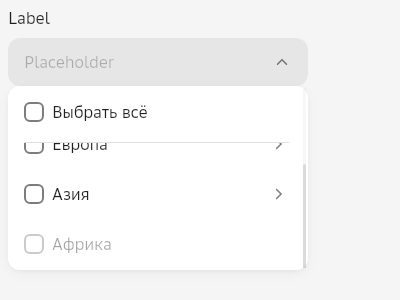 Label
Placeholder
Выбрать всё
Европа
Азия
Африка